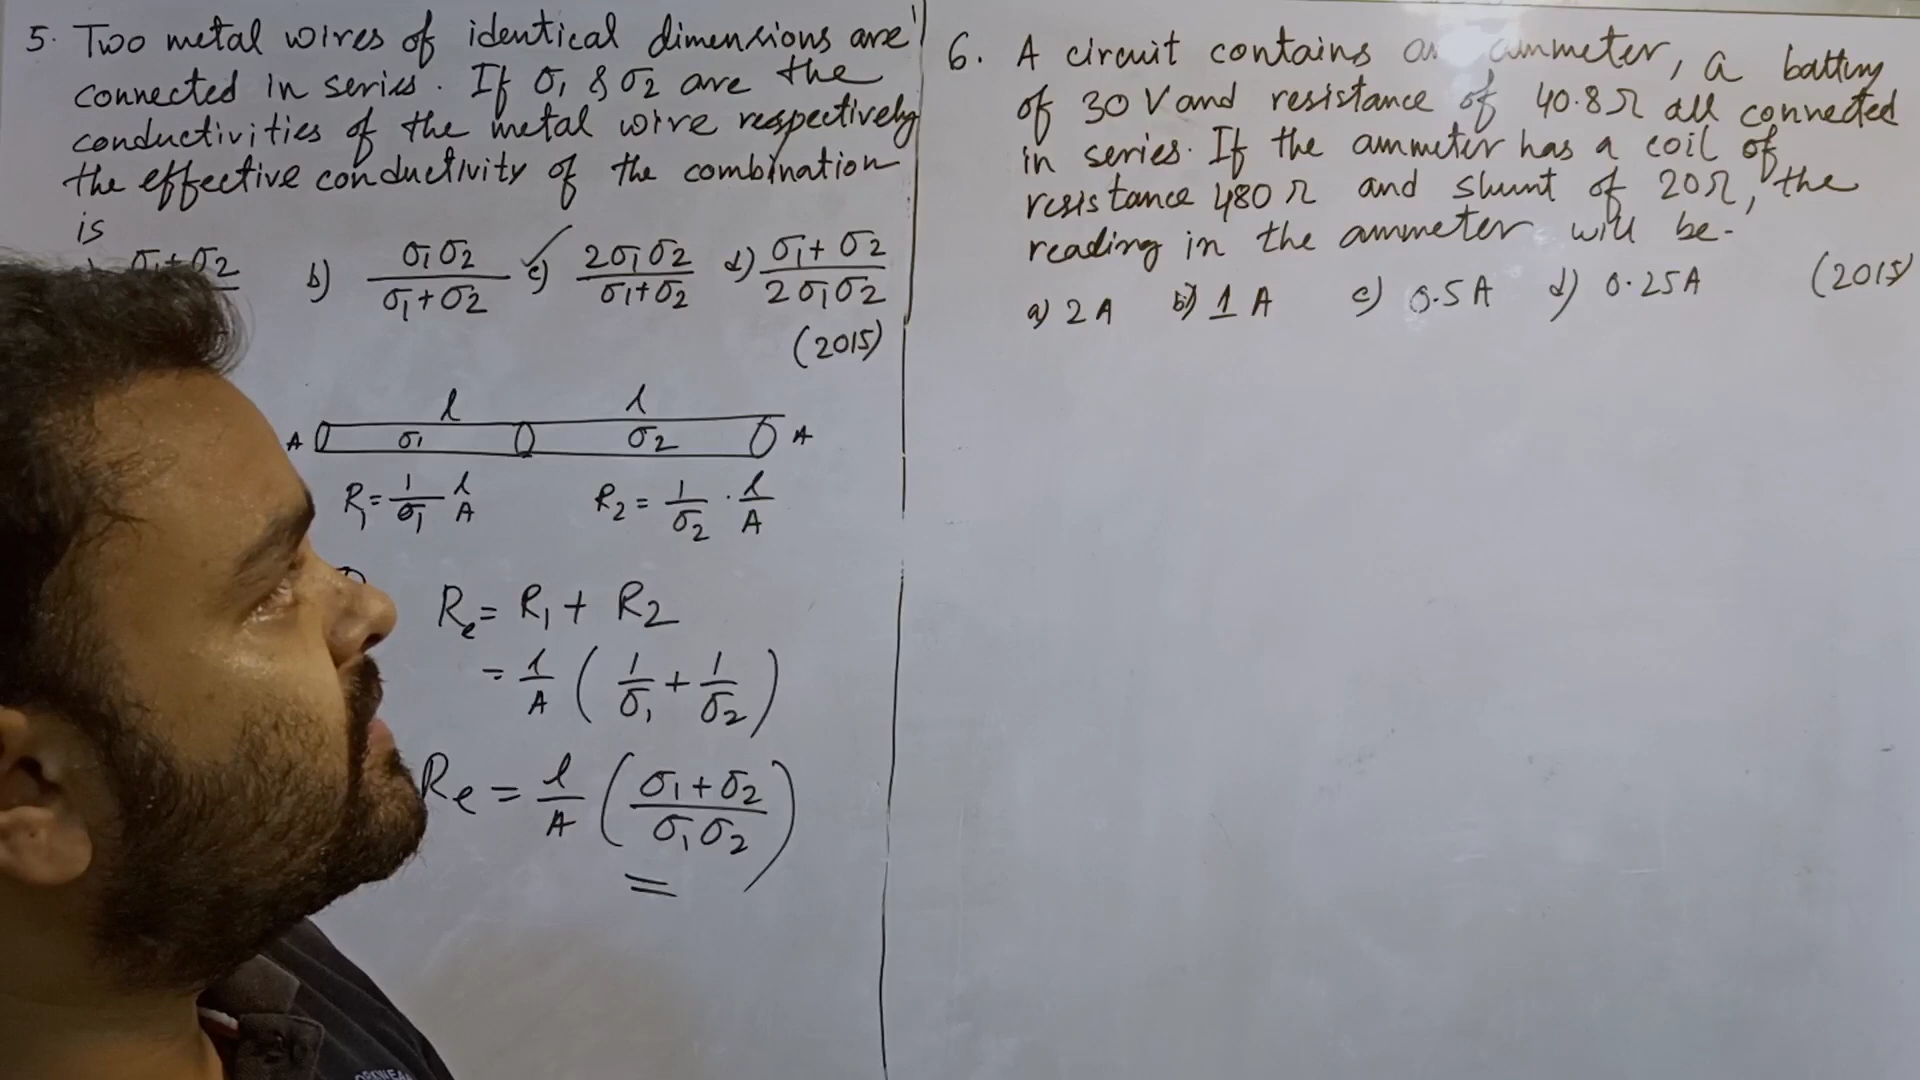 5. Two metal wires of identical dimensions are
connected in series. If σ1 & σ2 are the
conductivities of the metal wire respectively
the effective conductivity of the combination
is
σ1+σ2 b) σ1σ2/σ1+σ2 c) 2σ1σ2/σ1+σ2 d) σ1+σ2/2σ1σ2
(2015)
l l
A σ1 σ2 A
R1 = 1/σ1 l/A R2 = 1/σ2 · l/A
Re = R1 + R2
= l/A (1/σ1 + 1/σ2)
Re = l/A (σ1+σ2/σ1σ2)
6. A circuit contains ammeter, a battery
of 30 V and resistance of 40.8Ω all connected
in series. If the ammeter has a coil of
resistance 480 Ω and shunt of 20Ω, the
reading in the ammeter will be-
a) 2 A b) 1 A c) 0.5 A d) 0.25A (2015)